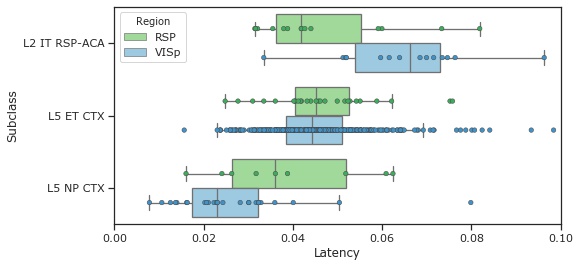 Region
RSP
VISp
L2 IT RSP-ACA
L5 ET CTX
L5 NP CTX
Subclass
0.00 0.02 0.04 0.06 0.08 0.10
Latency